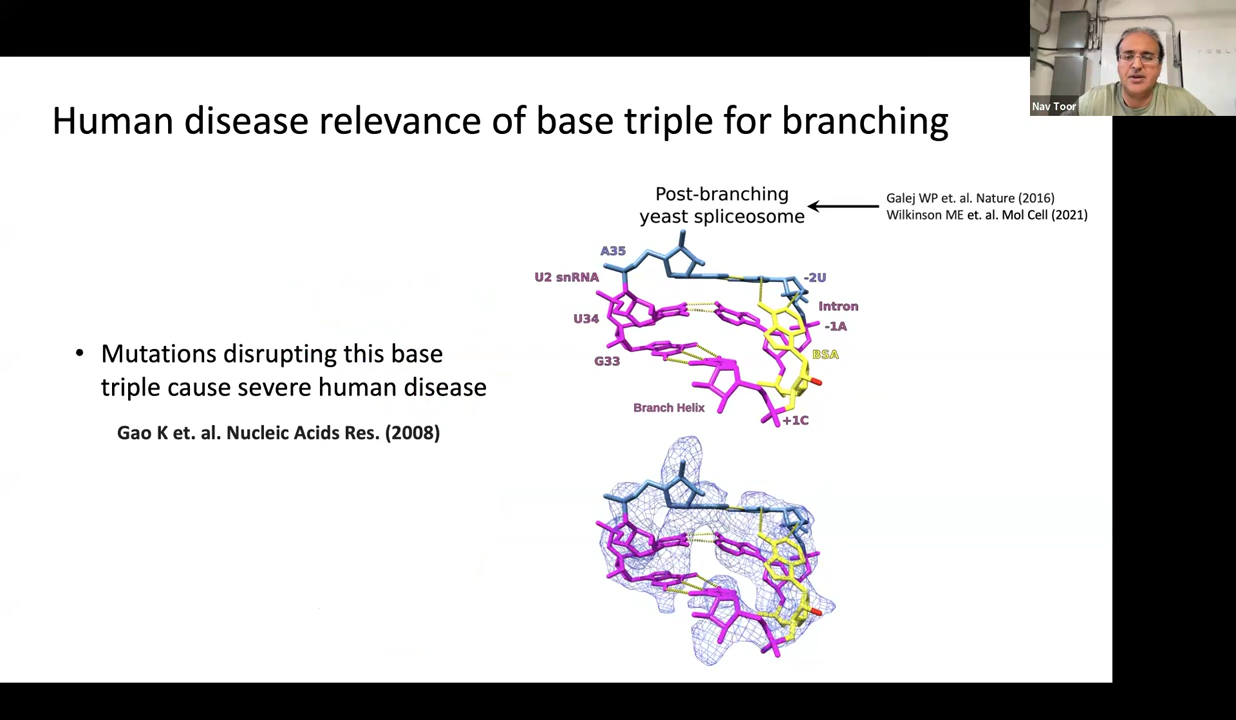 Nav Toor
Human disease relevance of base triple for branching
Post-branching
yeast spliceosome
Galej WP et. al. Nature (2016)
Wilkinson ME et. al. Mol Cell (2021)
A35
U2 snRNA
-2U
Intron
U34
-1A
BSA
G33
Branch Helix
+1C
• Mutations disrupting this base
triple cause severe human disease
Gao K et. al. Nucleic Acids Res. (2008)